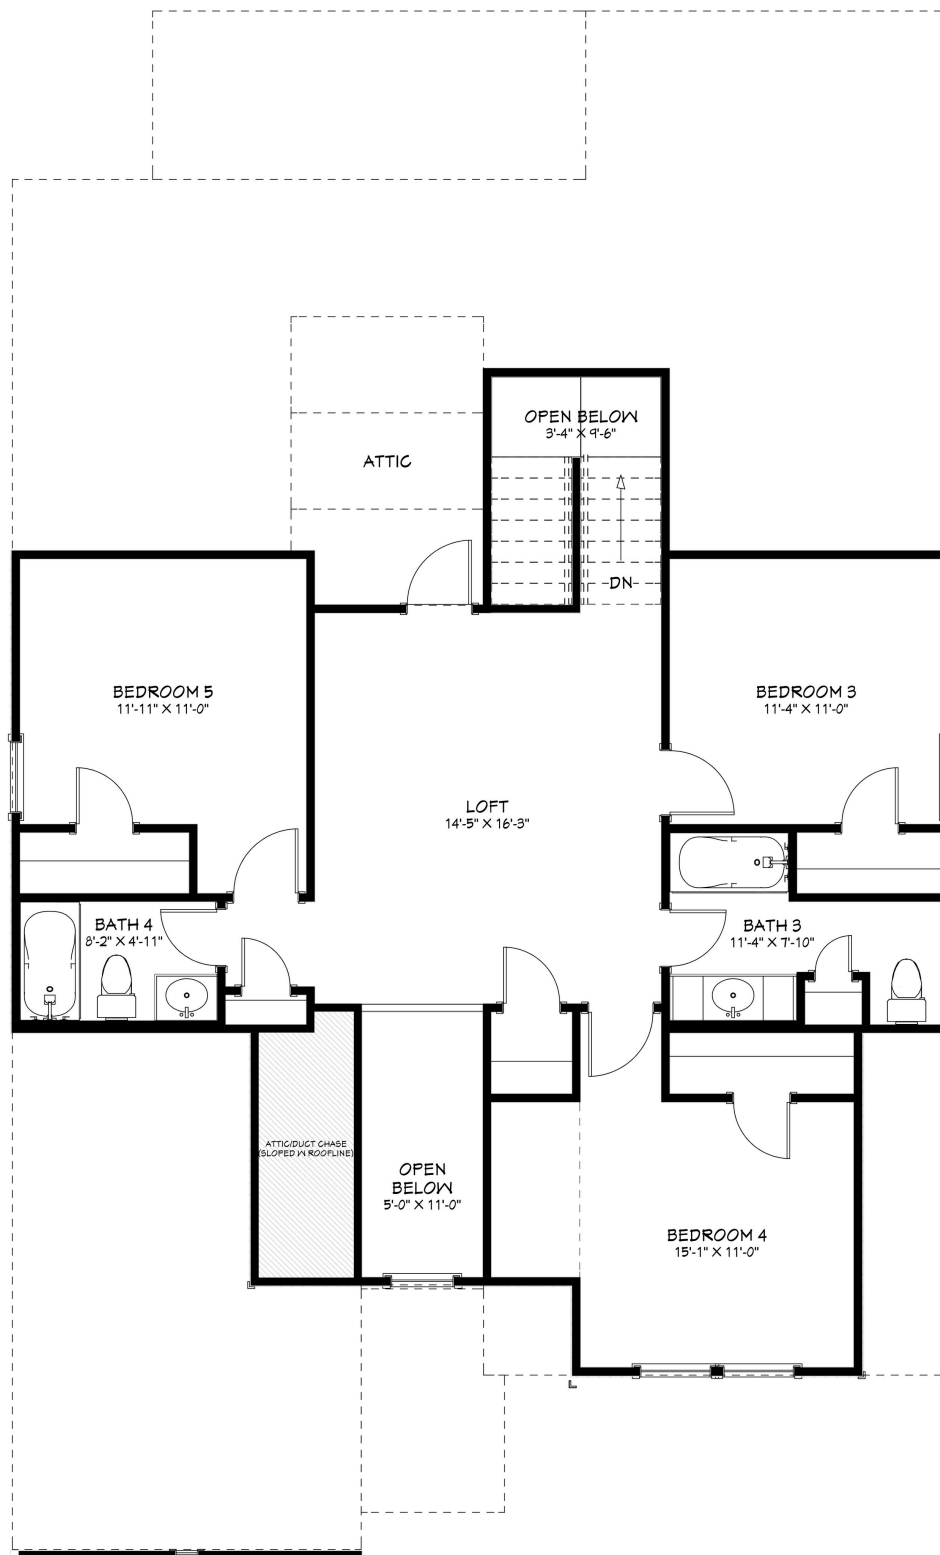 OPEN BELOW
3'-4" X 9'-6"
ATTIC
DN
BEDROOM 5
11'-11" X 11'-0"
BEDROOM 3
11'-4" X 11'-0"
LOFT
14'-5" X 16'-3"
BATH 4
8'-2" X 4'-11"
BATH 3
11'-4" X 7'-10"
ATTIC/DUCT CHASE
(SLOPED W ROOFLINE)
OPEN
BELOW
5'-0" X 11'-0"
BEDROOM 4
15'-1" X 11'-0"